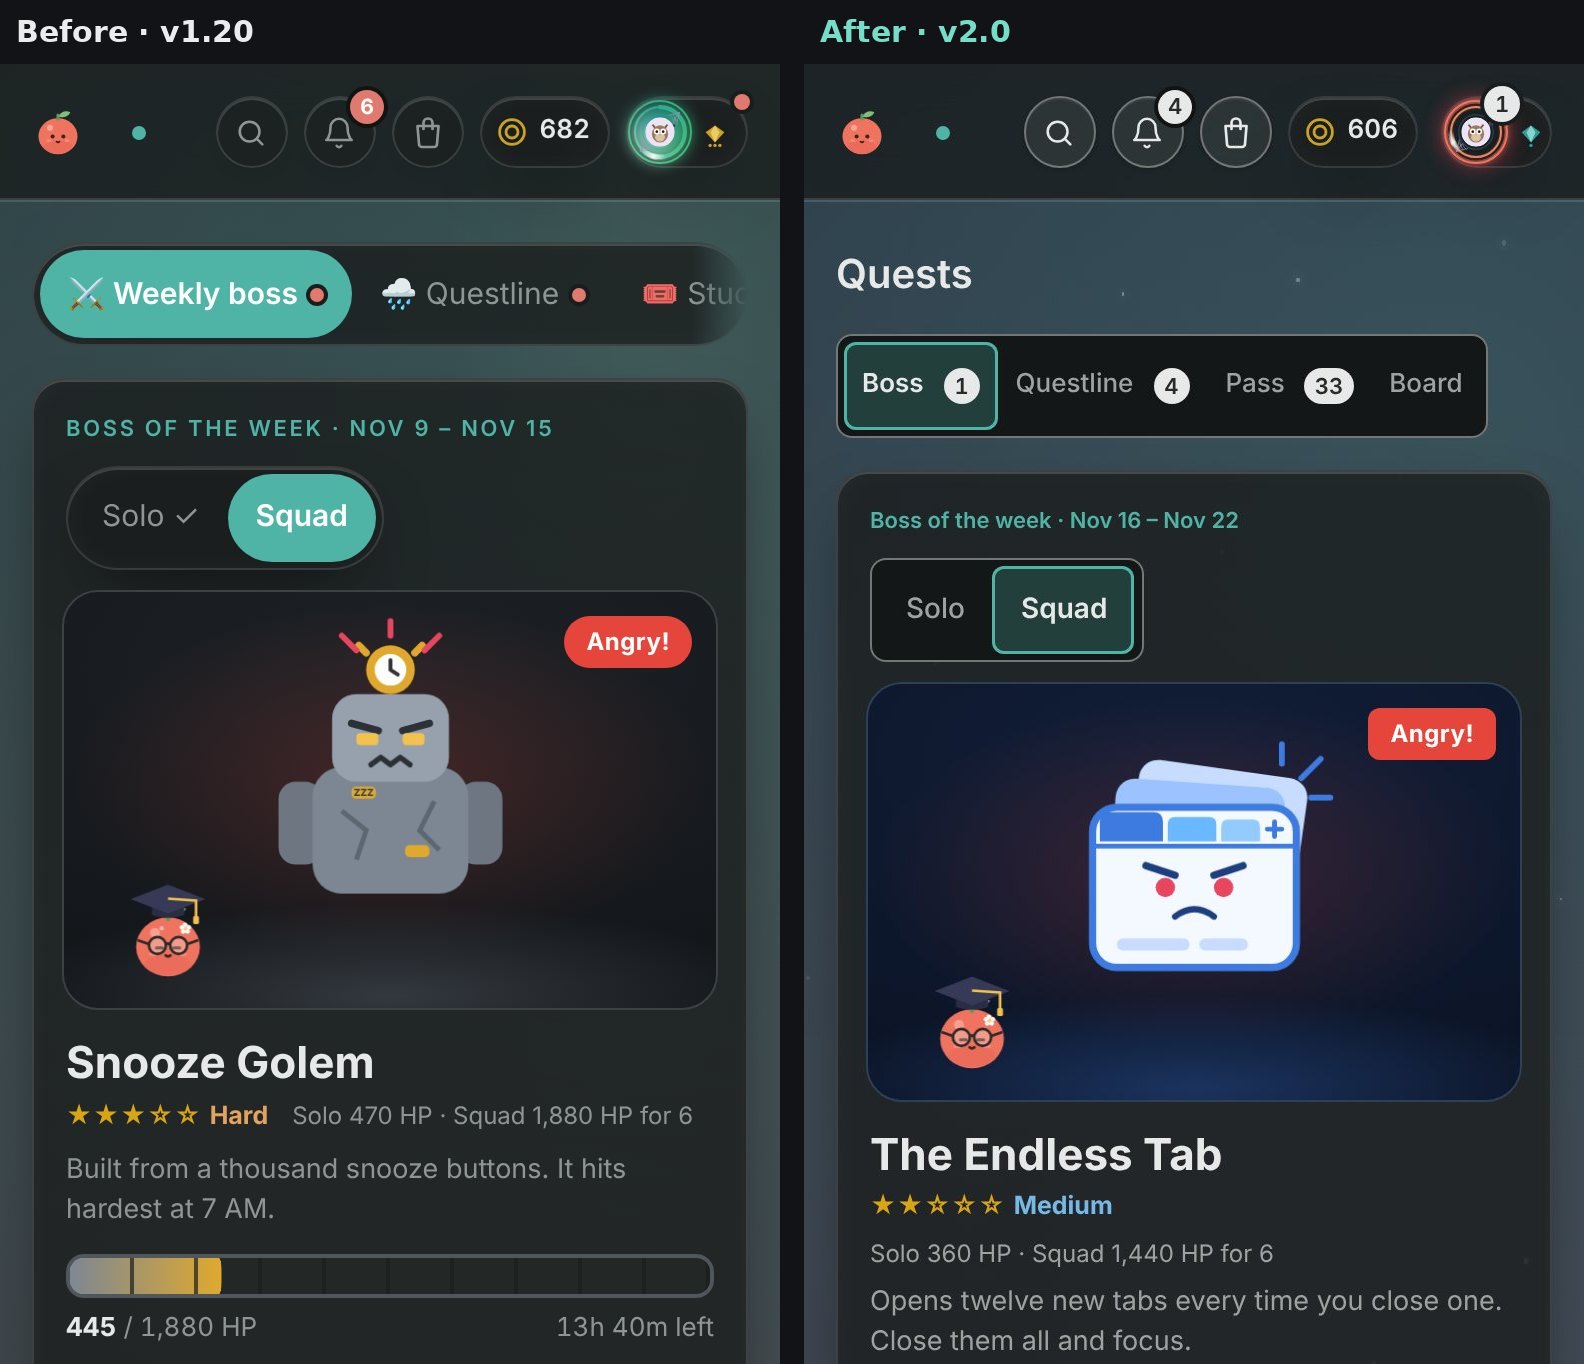 Before · v1.20
6
682
⚔️ Weekly boss
Questline
Stud
BOSS OF THE WEEK · NOV 9 – NOV 15
Solo ✓
Squad
Angry!
zzz
Snooze Golem
★★★☆☆ Hard Solo 470 HP · Squad 1,880 HP for 6
Built from a thousand snooze buttons. It hits
hardest at 7 AM.
445 / 1,880 HP
13h 40m left
After · v2.0
4
606
1
Quests
Boss 1
Questline 4
Pass 33
Board
Boss of the week · Nov 16 – Nov 22
Solo
Squad
Angry!
The Endless Tab
★★☆☆☆ Medium
Solo 360 HP · Squad 1,440 HP for 6
Opens twelve new tabs every time you close one.
Close them all and focus.